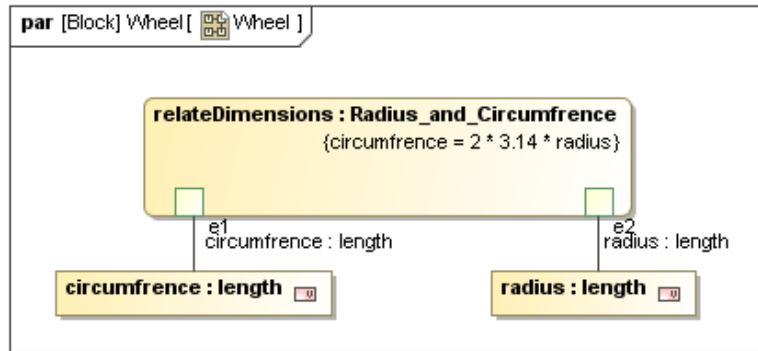 par [Block] Wheel [ Wheel ]
relateDimensions : Radius_and_Circumfrence
{circumfrence = 2 * 3.14 * radius}
e1
circumfrence : length
e2
radius : length
circumfrence : length
radius : length